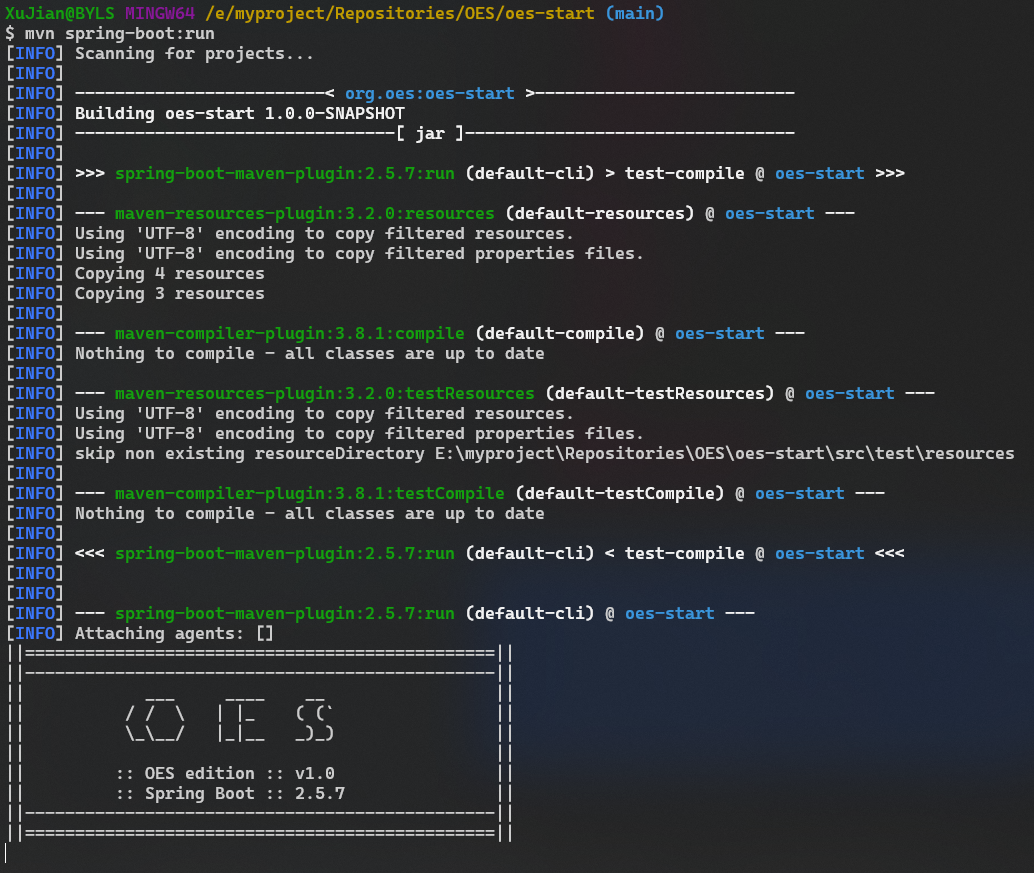 XuJian@BYLS MINGW64 /e/myproject/Repositories/OES/oes-start (main)
$ mvn spring-boot:run
[INFO] Scanning for projects...
[INFO]
[INFO] -------------------------< org.oes:oes-start >--------------------------
[INFO] Building oes-start 1.0.0-SNAPSHOT
[INFO] --------------------------------[ jar ]---------------------------------
[INFO]
[INFO] >>> spring-boot-maven-plugin:2.5.7:run (default-cli) > test-compile @ oes-start >>>
[INFO]
[INFO] --- maven-resources-plugin:3.2.0:resources (default-resources) @ oes-start ---
[INFO] Using 'UTF-8' encoding to copy filtered resources.
[INFO] Using 'UTF-8' encoding to copy filtered properties files.
[INFO] Copying 4 resources
[INFO] Copying 3 resources
[INFO]
[INFO] --- maven-compiler-plugin:3.8.1:compile (default-compile) @ oes-start ---
[INFO] Nothing to compile - all classes are up to date
[INFO]
[INFO] --- maven-resources-plugin:3.2.0:testResources (default-testResources) @ oes-start ---
[INFO] Using 'UTF-8' encoding to copy filtered resources.
[INFO] Using 'UTF-8' encoding to copy filtered properties files.
[INFO] skip non existing resourceDirectory E:\myproject\Repositories\OES\oes-start\src\test\resources
[INFO]
[INFO] --- maven-compiler-plugin:3.8.1:testCompile (default-testCompile) @ oes-start ---
[INFO] Nothing to compile - all classes are up to date
[INFO]
[INFO] <<< spring-boot-maven-plugin:2.5.7:run (default-cli) < test-compile @ oes-start <<<
[INFO]
[INFO]
[INFO] --- spring-boot-maven-plugin:2.5.7:run (default-cli) @ oes-start ---
[INFO] Attaching agents: []
||===============================================||
||-----------------------------------------------||
||            ___     ____    __                 ||
||          / /  \   | |_    ( (`                ||
||          \_\__/   |_|__   _)_)                ||
||                                               ||
||         :: OES edition :: v1.0                ||
||         :: Spring Boot :: 2.5.7               ||
||-----------------------------------------------||
||===============================================||